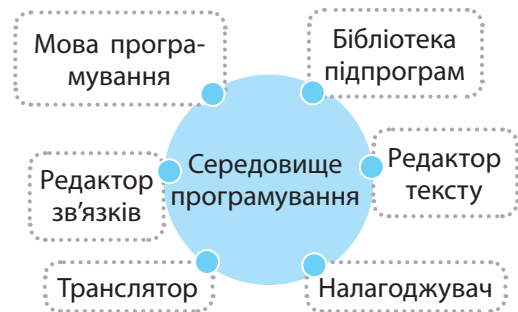 Мова програ-
мування
Бібліотека
підпрограм
Редактор
зв'язків
Середовище
програмування
Редактор
тексту
Транслятор
Налагоджувач